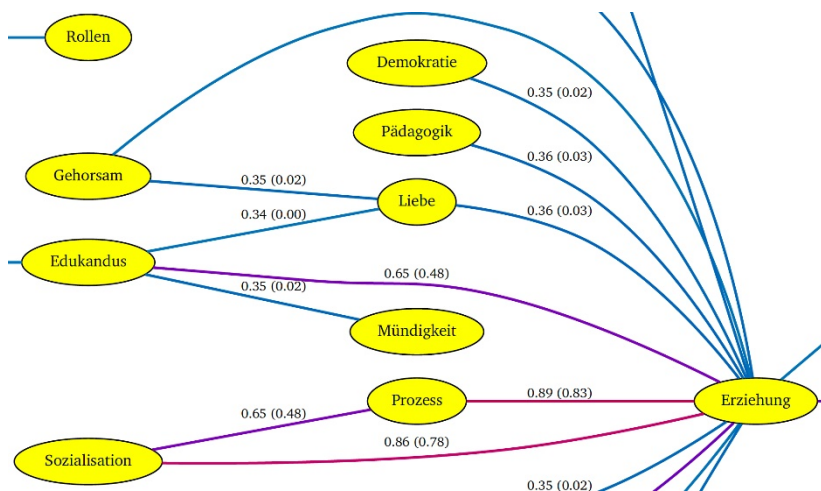 Rollen
Demokratie
0.35 (0.02)
Pädagogik
0.36 (0.03)
Gehorsam
0.35 (0.02)
Liebe
0.34 (0.00)
0.36 (0.03)
Edukandus
0.65 (0.48)
0.35 (0.02)
Mündigkeit
Prozess
0.89 (0.83)
Erziehung
0.65 (0.48)
0.86 (0.78)
Sozialisation
0.35 (0.02)